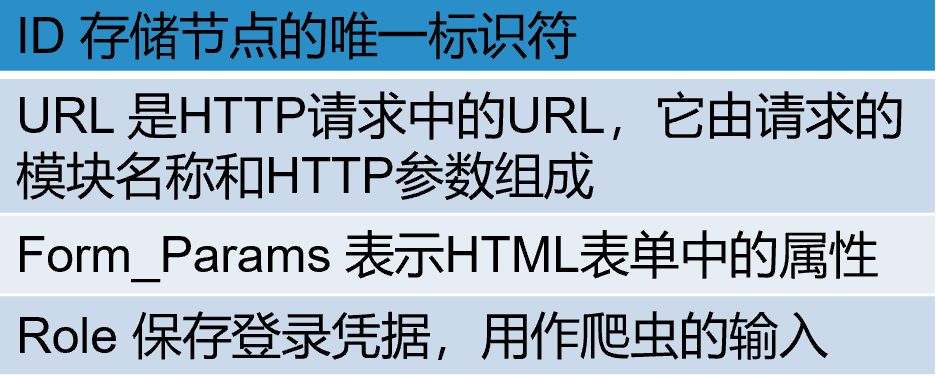 ID 存储节点的唯一标识符
URL 是HTTP请求中的URL，它由请求的
模块名称和HTTP参数组成
Form_Params 表示HTML表单中的属性
Role 保存登录凭据，用作爬虫的输入